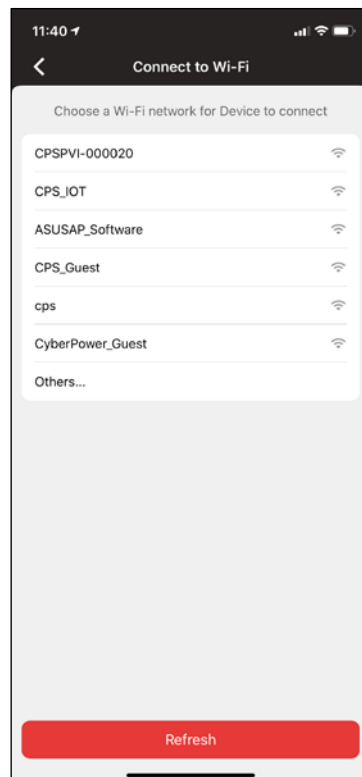 11:40
Connect to Wi-Fi
Choose a Wi-Fi network for Device to connect
CPSPVI-000020
CPS_IOT
ASUSAP_Software
CPS_Guest
cps
CyberPower_Guest
Others...
Refresh